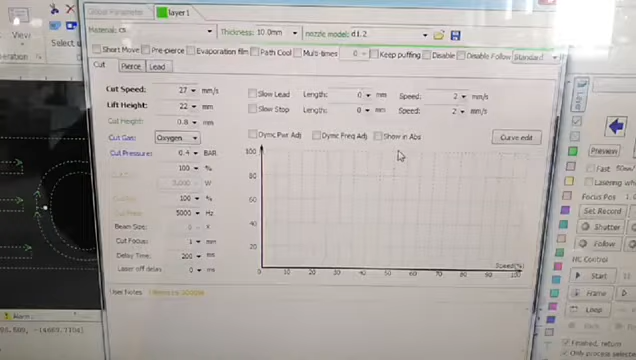 Global Parameter layer1
Material: cs Thickness: 10.0mm nozzle model: d1.2
Short Move Pre-pierce Evaporation film Path Cool Multi-times 0 Keep puffing Disable Disable Follow Standard
Cut Pierce Lead
Cut Speed: 27 mm/s Slow Lead Length: 0 mm Speed: 2 mm/s
Lift Height: 22 mm Slow Stop Length: 0 mm Speed: 2 mm/s
Cut Height: 0.8 mm
Cut Gas: Oxygen Dymc Pwr Adj Dymc Freq Adj Show in Abs Curve edit
Cut Pressure: 0.4 BAR
100 %
W
100 %
5000 Hz
Beam Size: X
Cut Focus: 1 mm
Delay Time: 200 ms
Laser off delay: 0 ms
100
80
60
40
20
0 10 20 30 40 50 60 70 80 90 100
Speed(%)
User Notes:
View
Select
Layer
Preview
Fast
Lasering
Focus Pos
Set Record
Shutter
Follow
NC Control
Start
Frame
Loop
Finished, return
Only process selected